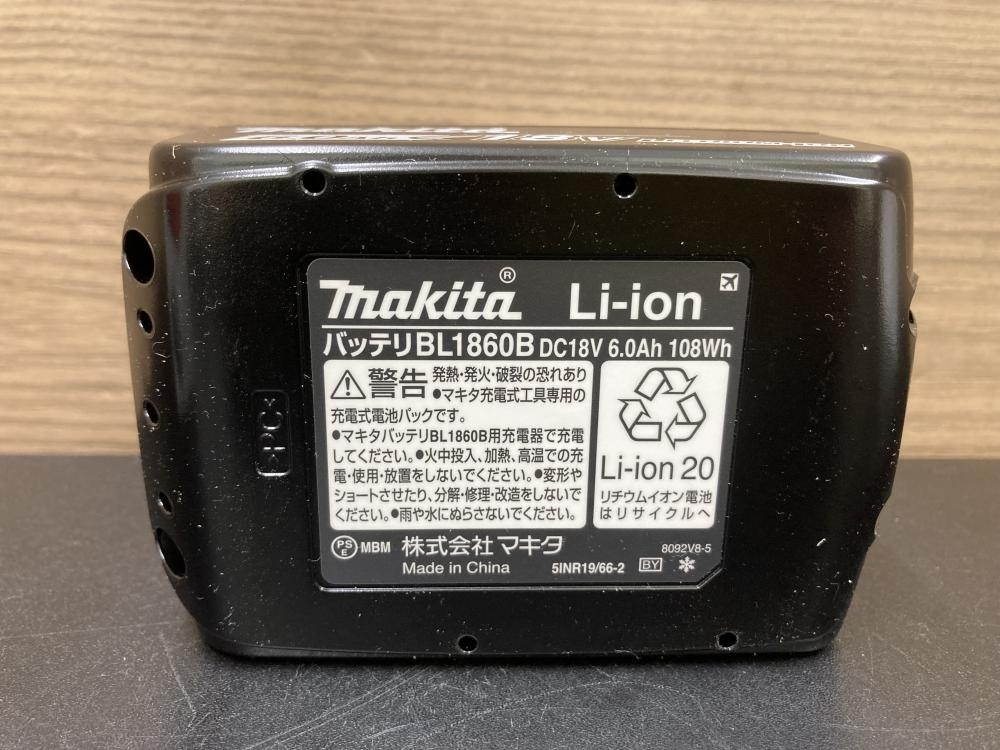 makita
18V
makita® Li-ion
バッテリBL1860B DC18V 6.0Ah 108Wh
警告 発熱・発火・破裂の恐れあり
●マキタ充電式工具専用の
充電式電池パックです。
●マキタバッテリBL1860B用充電器で充電
してください。●火中投入、加熱、高温での充
電・使用・放置をしないでください。●変形や
ショートさせたり、分解・修理・改造をしないで
ください。●雨や水にぬらさないでください。
Li-ion 20
リチウムイオン電池
はリサイクルへ
PS
E
MBM 株式会社マキタ
Made in China
8092V8-5
5INR19/66-2 BY
>PC<